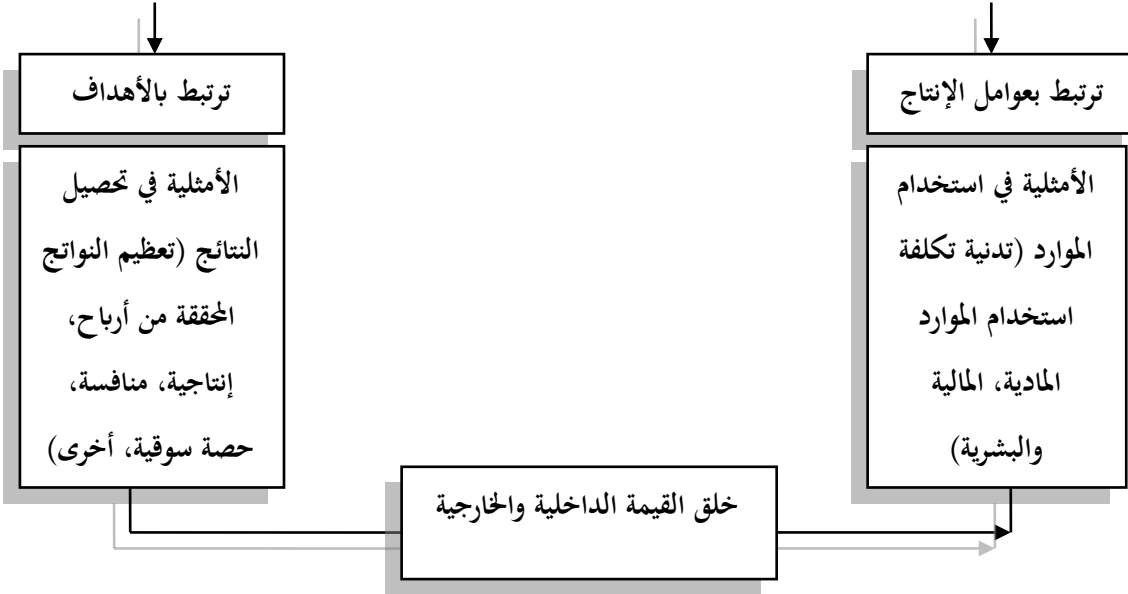 ترتبط بعوامل الإنتاج
الأمثلية في استخدام
الموارد (تدنية تكلفة
استخدام الموارد
المادية، المالية
والبشرية)
ترتبط بالأهداف
الأمثلية في تحصيل
النتائج (تعظيم النواتج
المحققة من أرباح،
إنتاجية، منافسة،
حصة سوقية، أخرى)
خلق القيمة الداخلية والخارجية